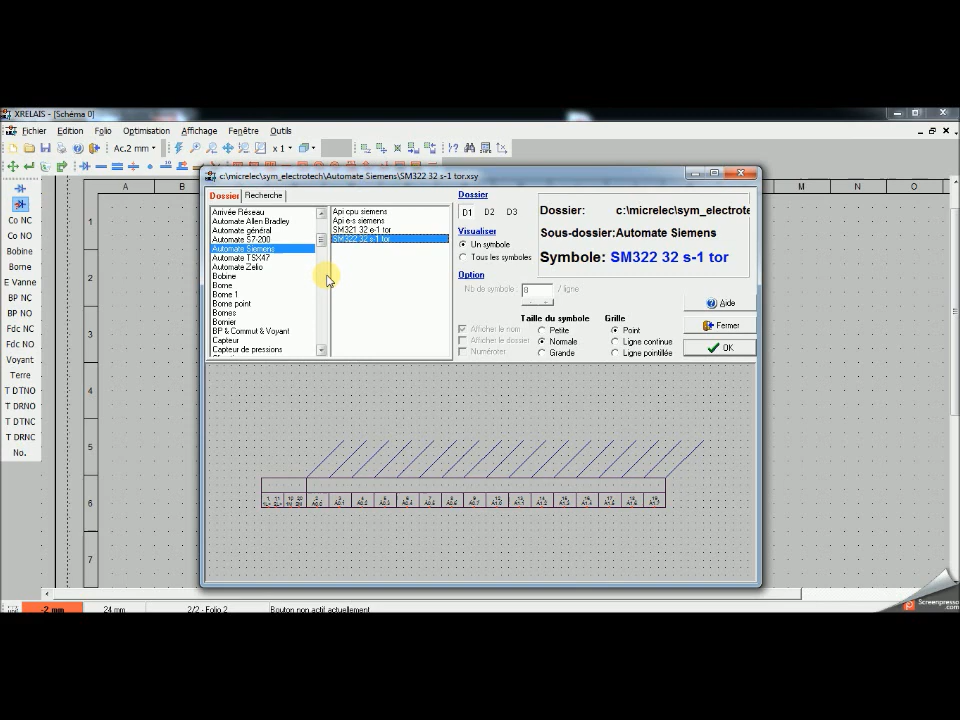 XRELAIS - [Schéma 0]
Fichier Edition Folio Optimisation Affichage Fenêtre Outils
Ac.2 mm x 1
c:\microlec\sym_electrotech\Automate Siemens\SM322 32 s-1 tor.xsy
Dossier Recherche
Arrivée Réseau
Automate Allen Bradley
Automate général
Automate S7-200
Automate Siemens
Automate TSX47
Automate Zelio
Bobine
Borne
Borne 1
Borne point
Bornes
Bornier
BP & Commut & Voyant
Capteur
Capteur de pressions
Api cpu siemens
Api e-s siemens
SM321 32 e-1 tor
SM322 32 s-1 tor
Dossier
D1 D2 D3
Visualiser
Un symbole
Tous les symboles
Option
Nb de symbole : 8 / ligne
Afficher le nom
Afficher le dossier
Numéroter
Taille du symbole
Petite
Normale
Grande
Grille
Point
Ligne continue
Ligne pointillée
Dossier: c:\microlec\sym_electrote
Sous-dossier:Automate Siemens
Symbole: SM322 32 s-1 tor
Aide
Fermer
OK
A B M N O
1
2
3
4
5
6
7
Co NC
Co NO
Bobine
Borne
E Vanne
BP NC
BP NO
Fdc NC
Fdc NO
Voyant
Terre
T DTNO
T DRNO
T DTNC
T DRNC
No.
-2 mm 24 mm 2/2 - Folio 2 Bouton non actif actuellement
Screenpresso
.com